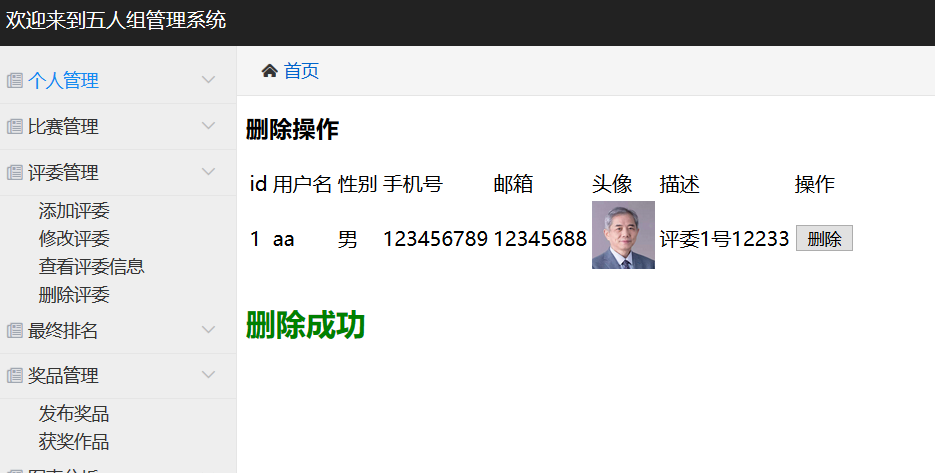 欢迎来到五人组管理系统
个人管理
比赛管理
评委管理
添加评委
修改评委
查看评委信息
删除评委
最终排名
奖品管理
发布奖品
获奖作品
首页
删除操作
id 用户名 性别 手机号 邮箱 头像 描述 操作
1 aa 男 123456789 12345688 评委1号12233 删除
删除成功